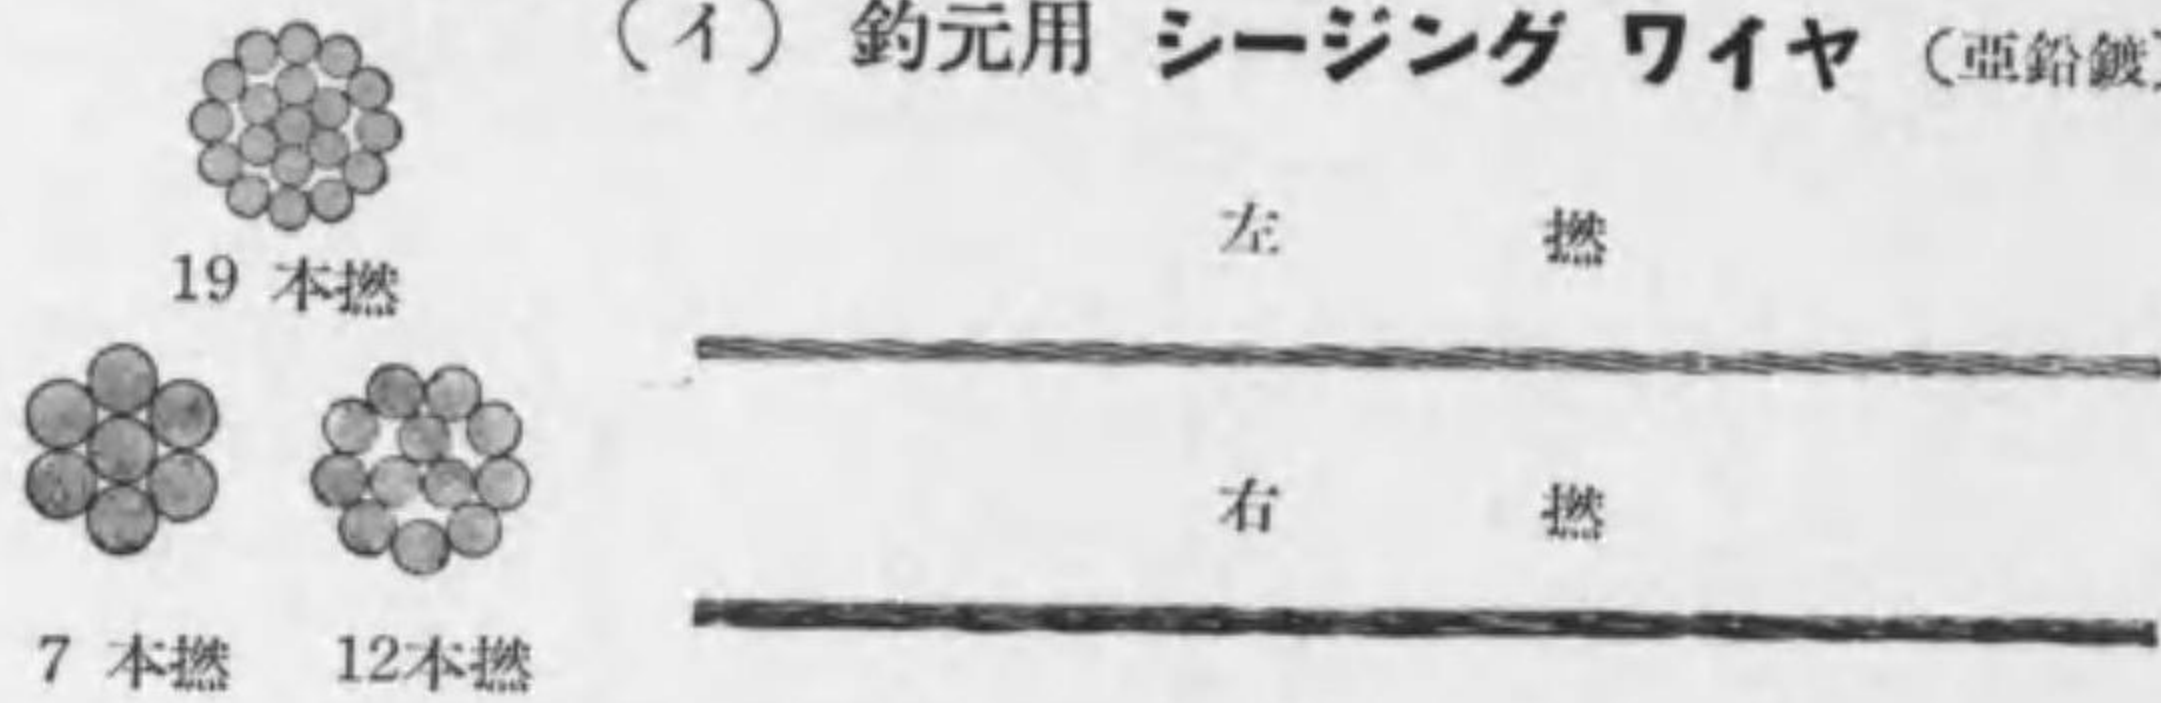 (イ) 釣元用 シージング ワイヤ (亜鉛鍍)
19 本撚
左 撚
右 撚
7 本撚 12本撚